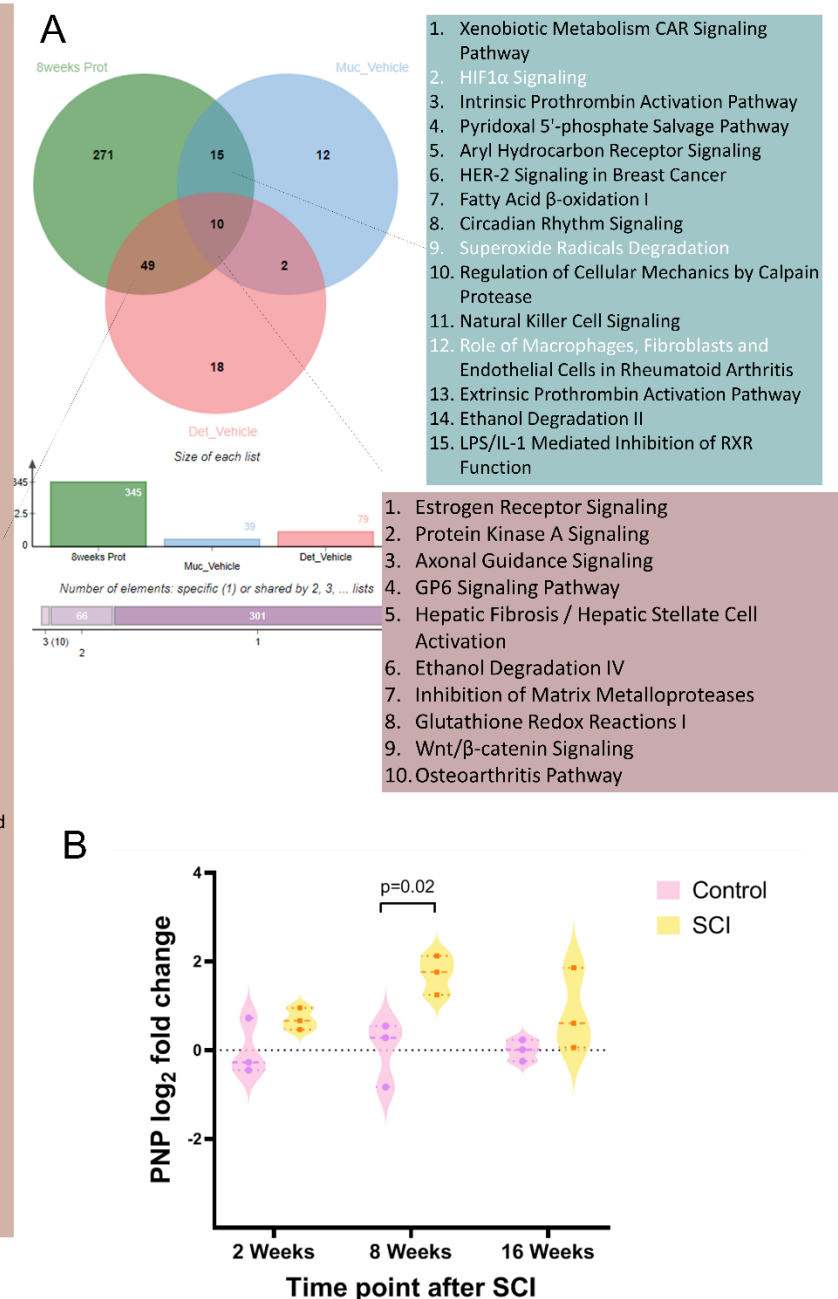 A
8weeks Prot
Muc_Vehicle
271
15
12
10
49
2
18
Det_Vehicle
Size of each list
345
2.5
0
345
39
79
8weeks Prot
Muc_Vehicle
Det_Vehicle
Number of elements: specific (1) or shared by 2, 3, ... lists
66
301
3 (10)
2
1
1. Xenobiotic Metabolism CAR Signaling
Pathway
2. HIF1α Signaling
3. Intrinsic Prothrombin Activation Pathway
4. Pyridoxal 5'-phosphate Salvage Pathway
5. Aryl Hydrocarbon Receptor Signaling
6. HER-2 Signaling in Breast Cancer
7. Fatty Acid β-oxidation I
8. Circadian Rhythm Signaling
9. Superoxide Radicals Degradation
10. Regulation of Cellular Mechanics by Calpain
Protease
11. Natural Killer Cell Signaling
12. Role of Macrophages, Fibroblasts and
Endothelial Cells in Rheumatoid Arthritis
13. Extrinsic Prothrombin Activation Pathway
14. Ethanol Degradation II
15. LPS/IL-1 Mediated Inhibition of RXR
Function
1. Estrogen Receptor Signaling
2. Protein Kinase A Signaling
3. Axonal Guidance Signaling
4. GP6 Signaling Pathway
5. Hepatic Fibrosis / Hepatic Stellate Cell
Activation
6. Ethanol Degradation IV
7. Inhibition of Matrix Metalloproteases
8. Glutathione Redox Reactions I
9. Wnt/β-catenin Signaling
10. Osteoarthritis Pathway
d
B
PNP log₂ fold change
4
2
0
-2
p=0.02
Control
SCI
2 Weeks
8 Weeks
16 Weeks
Time point after SCI